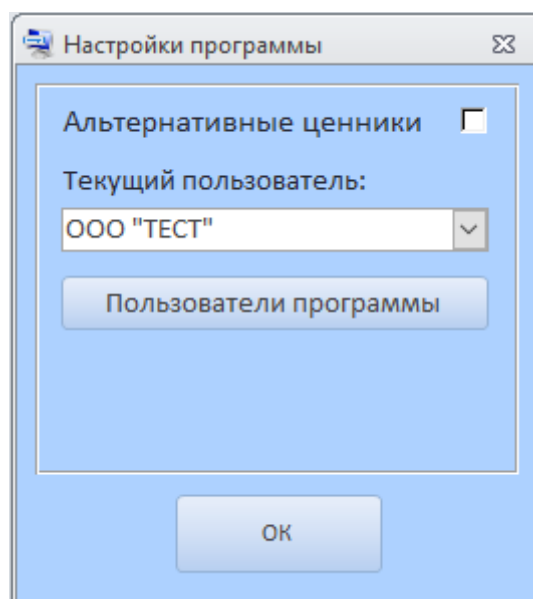 Настройки программы
Альтернативные ценники
Текущий пользователь:
ООО "ТЕСТ"
Пользователи программы
ОК